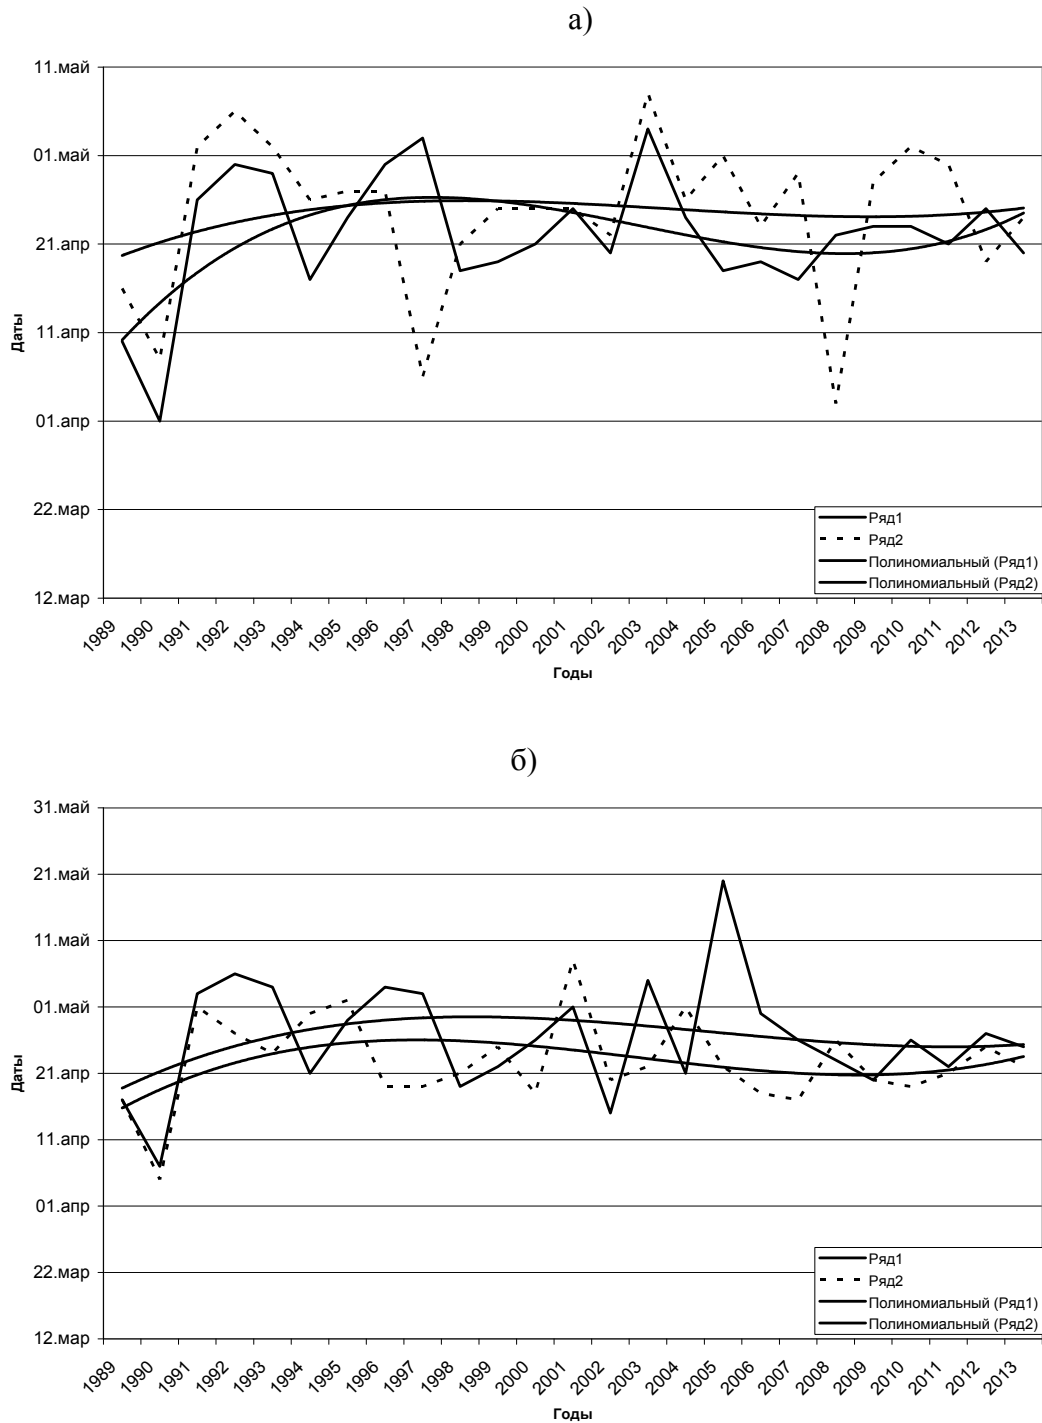 а)
11.май
01.май
21.апр
11.апр
01.апр
22.мар
12.мар
Даты
1989 1990 1991 1992 1993 1994 1995 1996 1997 1998 1999 2000 2001 2002 2003 2004 2005 2006 2007 2008 2009 2010 2011 2012 2013
Годы
Ряд1
Ряд2
Полиномиальный (Ряд1)
Полиномиальный (Ряд2)
б)
31.май
21.май
11.май
01.май
21.апр
11.апр
01.апр
22.мар
12.мар
Даты
1989 1990 1991 1992 1993 1994 1995 1996 1997 1998 1999 2000 2001 2002 2003 2004 2005 2006 2007 2008 2009 2010 2011 2012 2013
Годы
Ряд1
Ряд2
Полиномиальный (Ряд1)
Полиномиальный (Ряд2)